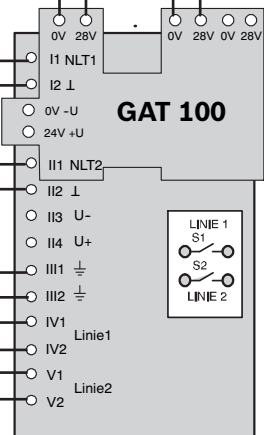 0V 28V 0V 28V 0V 28V
I1 NLT1
I2 ⊥
0V -U
24V +U
GAT 100
II1 NLT2
II2 ⊥
II3 U-
II4 U+
III1 ⏚
III2 ⏚
IV1
Linie1
IV2
V1
Linie2
V2
LINIE 1
S1
S2
LINIE 2